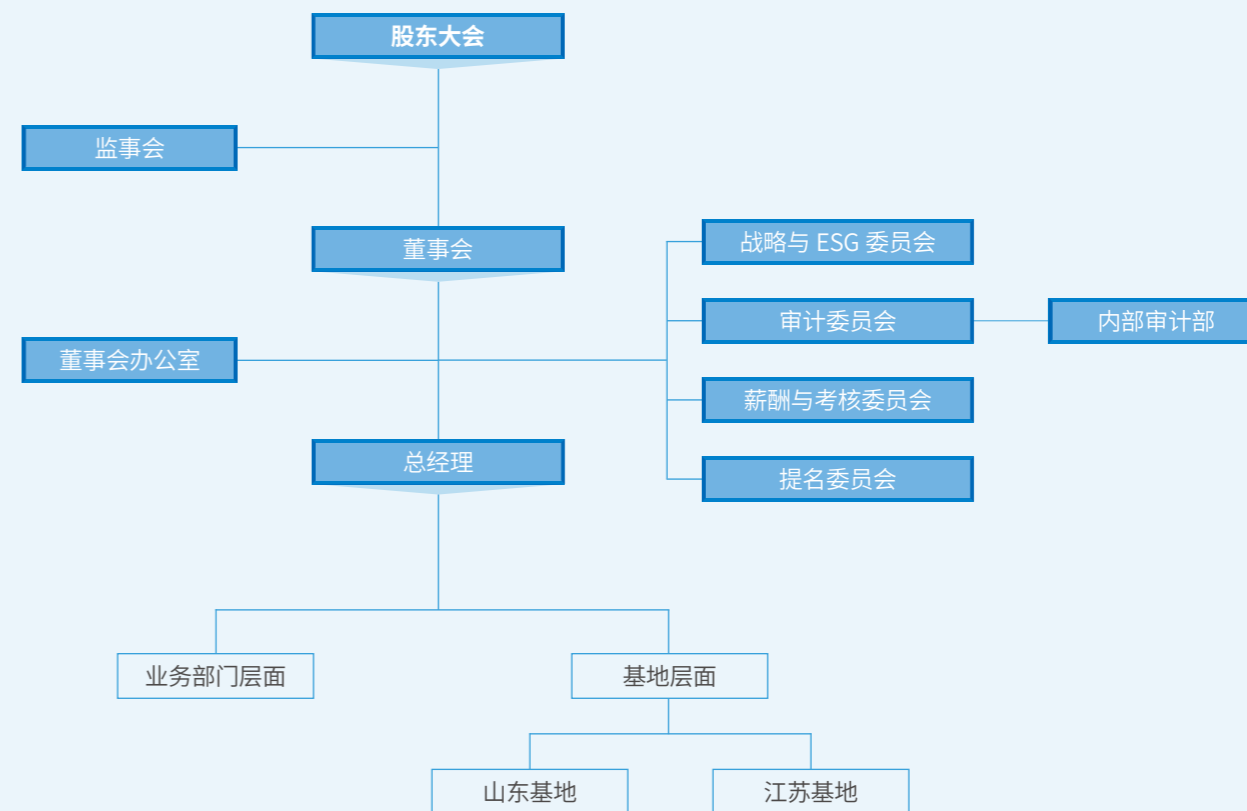 股东大会
监事会
董事会
战略与 ESG 委员会
审计委员会
内部审计部
董事会办公室
薪酬与考核委员会
总经理
提名委员会
业务部门层面
基地层面
山东基地
江苏基地